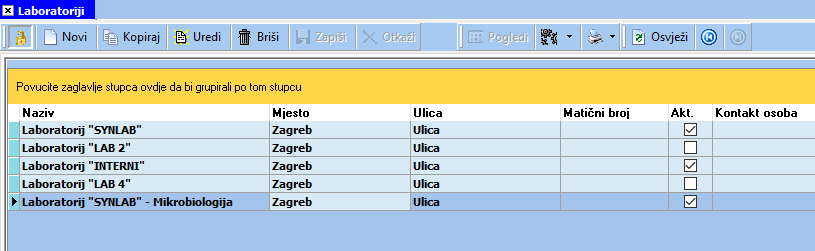 Laboratoriji
Novi Kopiraj Uredi Briši Zapiši Otkaži Pogledi Osvježi
Povucite zaglavlje stupca ovdje da bi grupirali po tom stupcu
Naziv Mjesto Ulica Matični broj Akt. Kontakt osoba
Laboratorij "SYNLAB" Zagreb Ulica
Laboratorij "LAB 2" Zagreb Ulica
Laboratorij "INTERNI" Zagreb Ulica
Laboratorij "LAB 4" Zagreb Ulica
Laboratorij "SYNLAB" - Mikrobiologija Zagreb Ulica